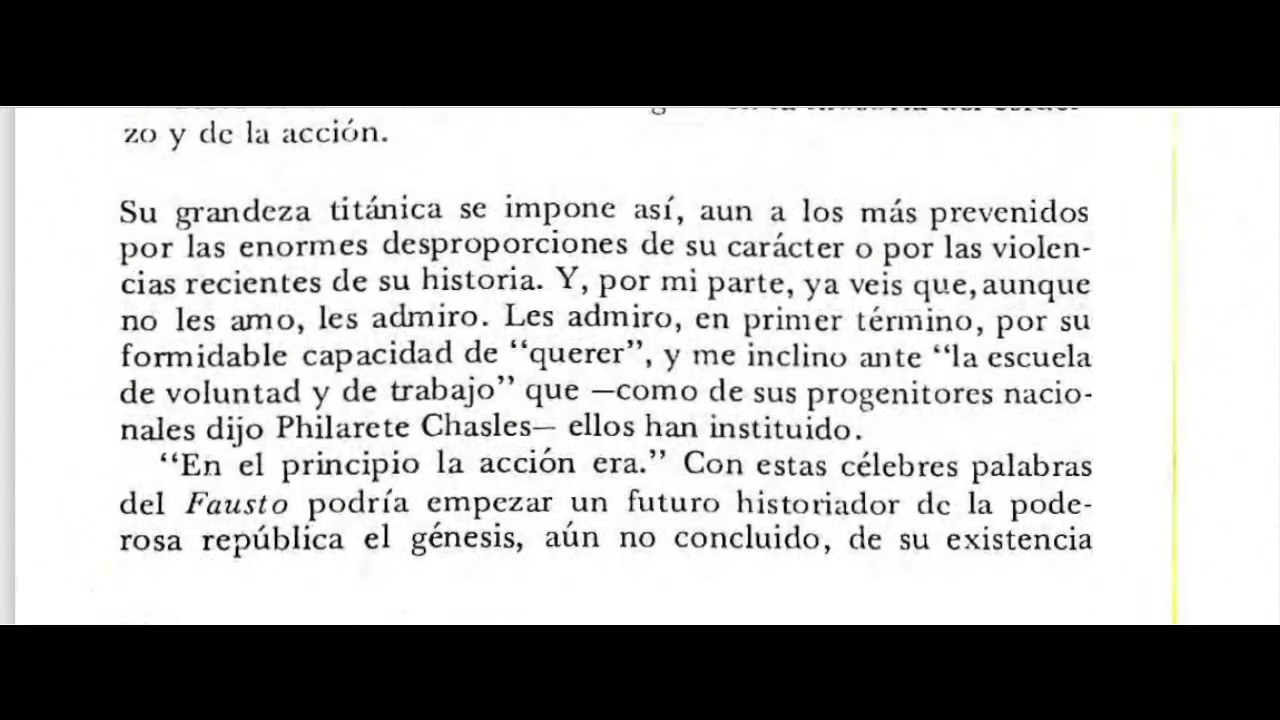 zo y de la acción.
Su grandeza titánica se impone así, aun a los más prevenidos
por las enormes desproporciones de su carácter o por las violen-
cias recientes de su historia. Y, por mi parte, ya veis que, aunque
no les amo, les admiro. Les admiro, en primer término, por su
formidable capacidad de “querer”, y me inclino ante “la escuela
de voluntad y de trabajo” que —como de sus progenitores nacio-
nales dijo Philarete Chasles— ellos han instituido.
“En el principio la acción era.” Con estas célebres palabras
del Fausto podría empezar un futuro historiador de la pode-
rosa república el génesis, aún no concluido, de su existencia